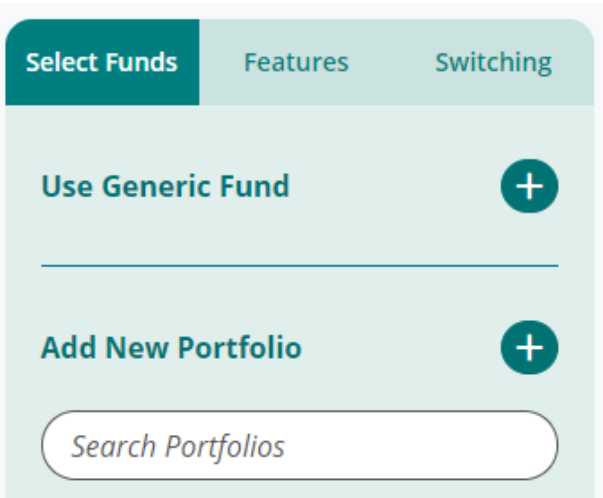 Select Funds Features Switching
Use Generic Fund
Add New Portfolio
Search Portfolios